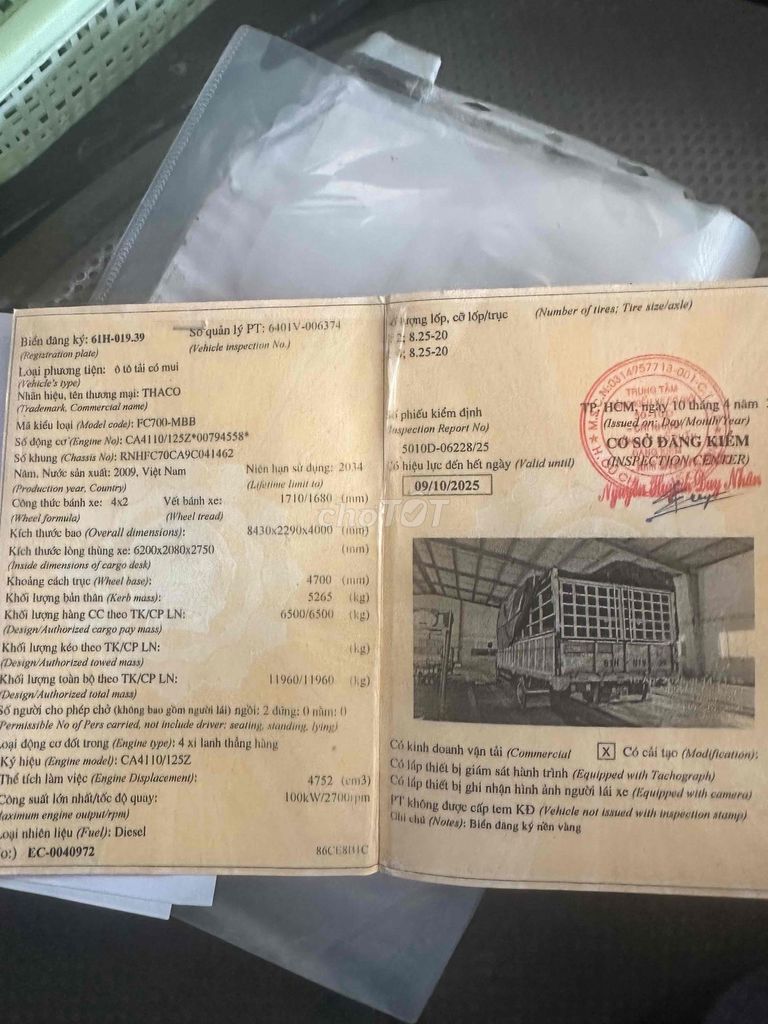 Biển đăng ký: 61H-019.39
(Registration plate)
Số quản lý PT: 6401V-006374
(Vehicle inspection No.)
Loại phương tiện: ô tô tải có mui
(Vehicle's type)
Nhãn hiệu, tên thương mại: THACO
(Trademark, Commercial name)
Mã kiểu loại (Model code): FC700-MBB
Số động cơ (Engine No): CA4110/125Z*00794558*
Số khung (Chassis No): RNHFC70CA9C041462
Năm, Nước sản xuất: 2009, Việt Nam
(Production year, Country)
Niên hạn sử dụng: 2034
(Lifetime limit to)
Công thức bánh xe: 4x2 Vết bánh xe: 1710/1680 (mm)
(Wheel formula) (Wheel tread)
Kích thước bao (Overall dimensions): 8430x2290x4000 (mm)
Kích thước lòng thùng xe: 6200x2080x2750 (mm)
(Inside dimensions of cargo desk)
Khoảng cách trục (Wheel base): 4700 (mm)
Khối lượng bản thân (Kerb mass): 5265 (kg)
Khối lượng hàng CC theo TK/CP LN: 6500/6500 (kg)
(Design/Authorized cargo pay mass)
Khối lượng kéo theo TK/CP LN: (kg)
(Design/Authorized towed mass)
Khối lượng toàn bộ theo TK/CP LN: 11960/11960 (kg)
(Design/Authorized total mass)
Số người cho phép chở (không bao gồm người lái) ngồi: 2 đứng: 0 nằm: 0
(Permissible No of Pers carried, not include driver: seating, standing, lying)
Loại động cơ đốt trong (Engine type): 4 xi lanh thẳng hàng
Ký hiệu (Engine model): CA4110/125Z
Thể tích làm việc (Engine Displacement): 4752 (cm3)
Công suất lớn nhất/tốc độ quay: 100kW/2700rpm
(Maximum engine output/rpm)
Loại nhiên liệu (Fuel): Diesel
o:) EC-0040972
lượng lốp, cỡ lốp/trục (Number of tires; Tire size/axle)
2; 8.25-20
; 8.25-20
Số phiếu kiểm định
(Inspection Report No)
5010D-06228/25
Có hiệu lực đến hết ngày (Valid until)
09/10/2025
TP. HCM, ngày 10 tháng 4 năm
(Issued on: Day/Month/Year)
CƠ SỞ ĐĂNG KIỂM
(INSPECTION CENTER)
TRUNG TÂM
Nguyễn Huỳnh Duy Nhân
choTOT
Có kinh doanh vận tải (Commercial X Có cải tạo (Modification):
Có lắp thiết bị giám sát hành trình (Equipped with Tachograph)
Có lắp thiết bị ghi nhận hình ảnh người lái xe (Equipped with camera)
PT không được cấp tem KĐ (Vehicle not issued with inspection stamp)
Ghi chú (Notes): Biển đăng ký nền vàng